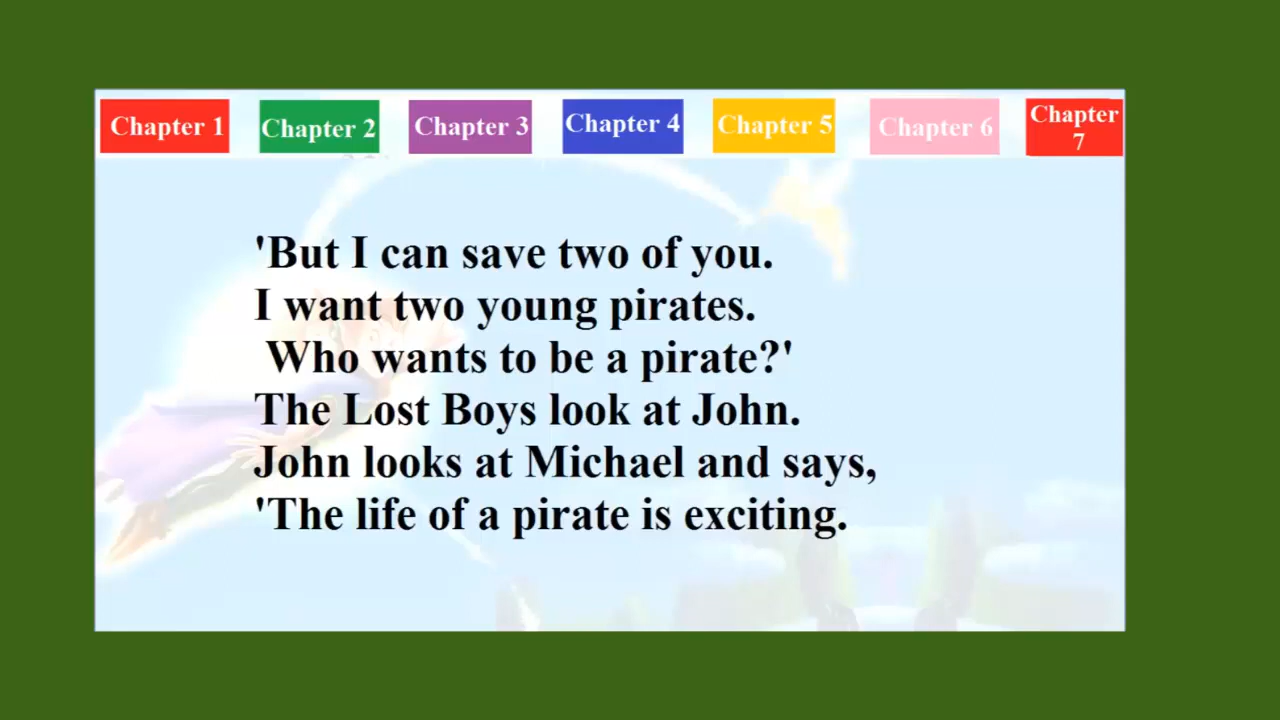 Chapter 1
Chapter 2
Chapter 3
Chapter 4
Chapter 5
Chapter 6
Chapter
7
'But I can save two of you.
I want two young pirates.
Who wants to be a pirate?'
The Lost Boys look at John.
John looks at Michael and says,
'The life of a pirate is exciting.